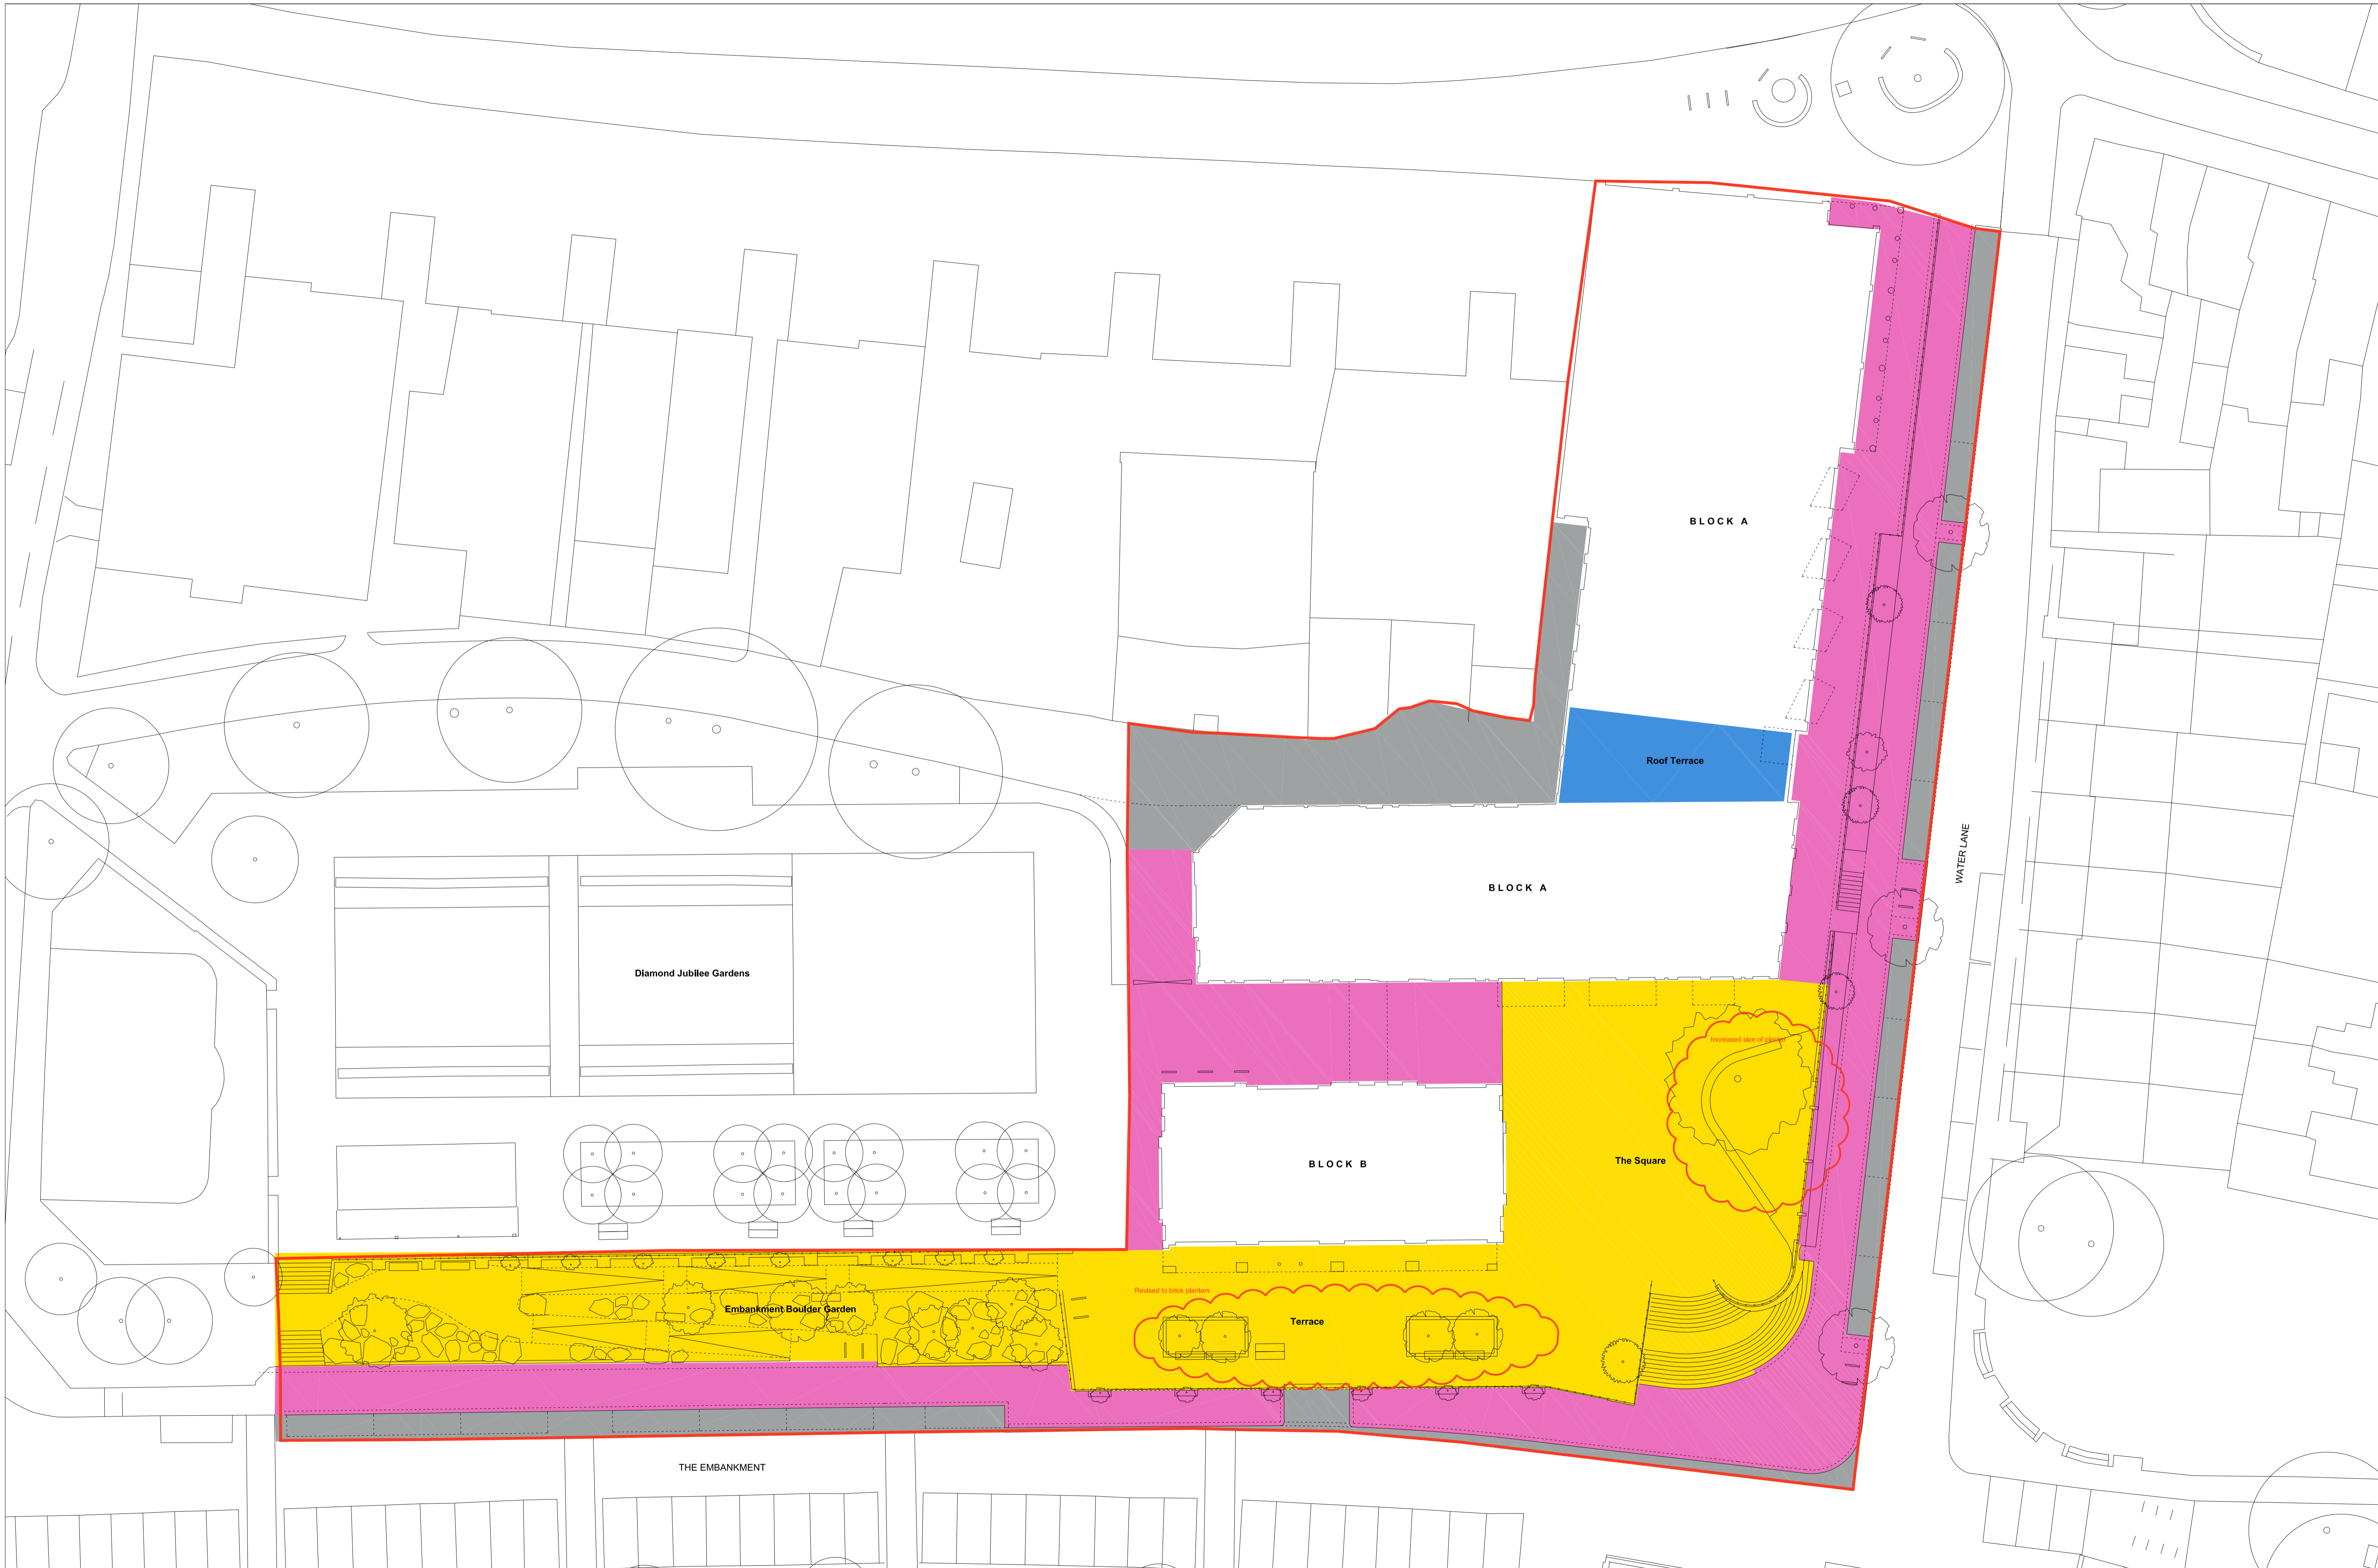 BLOCK A
Roof Terrace
WATER LANE
BLOCK A
Diamond Jubilee Gardens
Increased size of planter
BLOCK B
The Square
Revised to brick planters
Embankment Boulder Garden
Terrace
THE EMBANKMENT